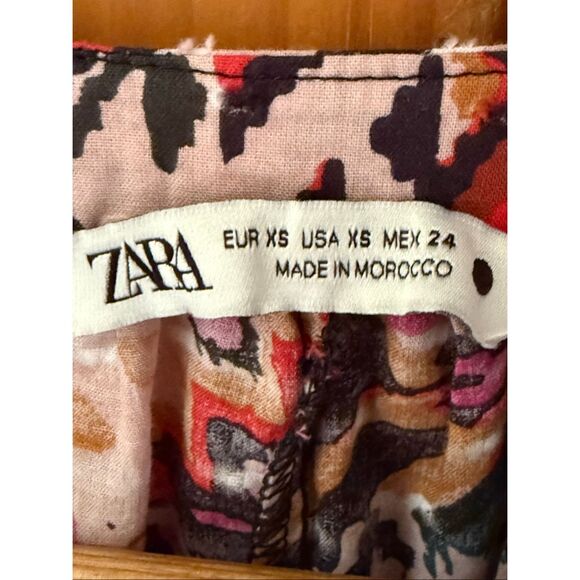 ZARA
EUR XS USA XS MEX 24
MADE IN MOROCCO